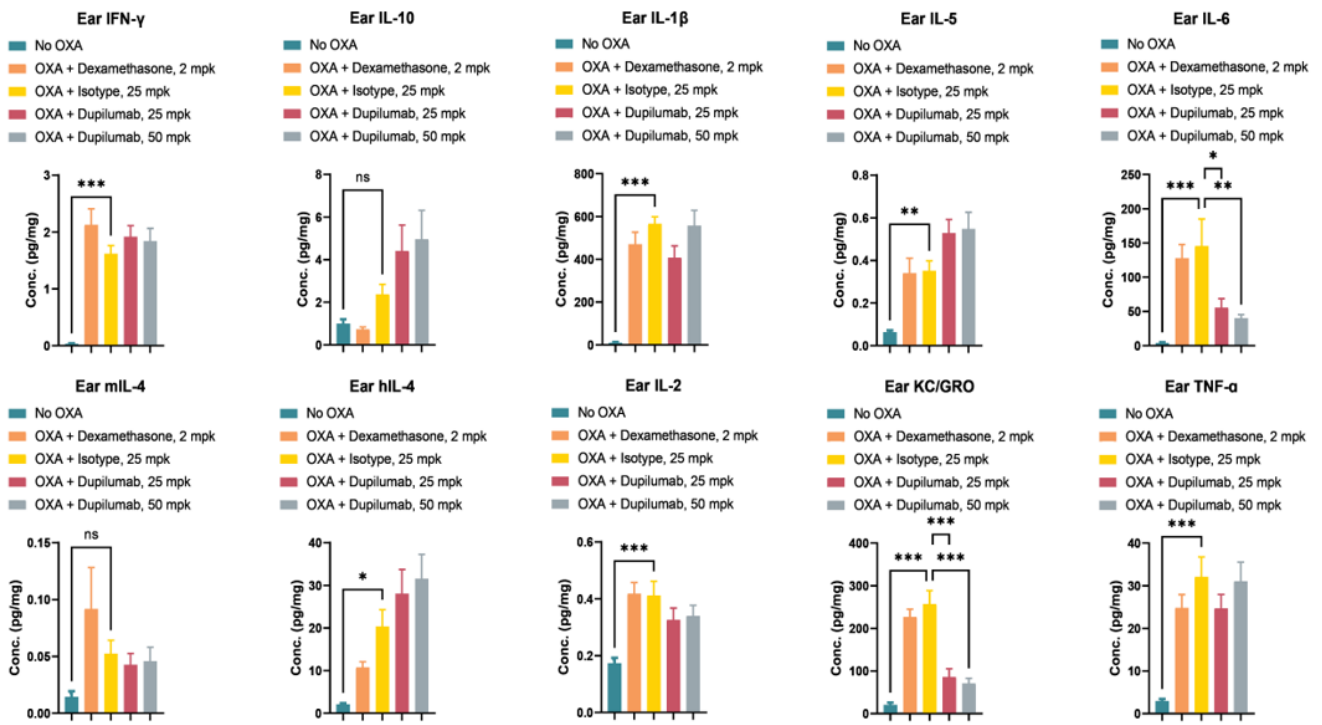 Ear IFN-γ
No OXA
OXA + Dexamethasone, 2 mpk
OXA + Isotype, 25 mpk
OXA + Dupilumab, 25 mpk
OXA + Dupilumab, 50 mpk
***
Conc. (pg/mg)
3
2
1
0
Ear IL-10
No OXA
OXA + Dexamethasone, 2 mpk
OXA + Isotype, 25 mpk
OXA + Dupilumab, 25 mpk
OXA + Dupilumab, 50 mpk
ns
Conc. (pg/mg)
8
6
4
2
0
Ear IL-1β
No OXA
OXA + Dexamethasone, 2 mpk
OXA + Isotype, 25 mpk
OXA + Dupilumab, 25 mpk
OXA + Dupilumab, 50 mpk
***
Conc. (pg/mg)
800
600
400
200
0
Ear IL-5
No OXA
OXA + Dexamethasone, 2 mpk
OXA + Isotype, 25 mpk
OXA + Dupilumab, 25 mpk
OXA + Dupilumab, 50 mpk
**
Conc. (pg/mg)
0.8
0.6
0.4
0.2
0.0
Ear IL-6
No OXA
OXA + Dexamethasone, 2 mpk
OXA + Isotype, 25 mpk
OXA + Dupilumab, 25 mpk
OXA + Dupilumab, 50 mpk
*
*** **
Conc. (pg/mg)
250
200
150
100
50
0
Ear mIL-4
No OXA
OXA + Dexamethasone, 2 mpk
OXA + Isotype, 25 mpk
OXA + Dupilumab, 25 mpk
OXA + Dupilumab, 50 mpk
ns
Conc. (pg/mg)
0.15
0.10
0.05
0.00
Ear hIL-4
No OXA
OXA + Dexamethasone, 2 mpk
OXA + Isotype, 25 mpk
OXA + Dupilumab, 25 mpk
OXA + Dupilumab, 50 mpk
*
Conc. (pg/mg)
40
30
20
10
0
Ear IL-2
No OXA
OXA + Dexamethasone, 2 mpk
OXA + Isotype, 25 mpk
OXA + Dupilumab, 25 mpk
OXA + Dupilumab, 50 mpk
***
Conc. (pg/mg)
0.6
0.4
0.2
0.0
Ear KC/GRO
No OXA
OXA + Dexamethasone, 2 mpk
OXA + Isotype, 25 mpk
OXA + Dupilumab, 25 mpk
OXA + Dupilumab, 50 mpk
***
*** ***
Conc. (pg/mg)
400
300
200
100
0
Ear TNF-α
No OXA
OXA + Dexamethasone, 2 mpk
OXA + Isotype, 25 mpk
OXA + Dupilumab, 25 mpk
OXA + Dupilumab, 50 mpk
***
Conc. (pg/mg)
40
30
20
10
0